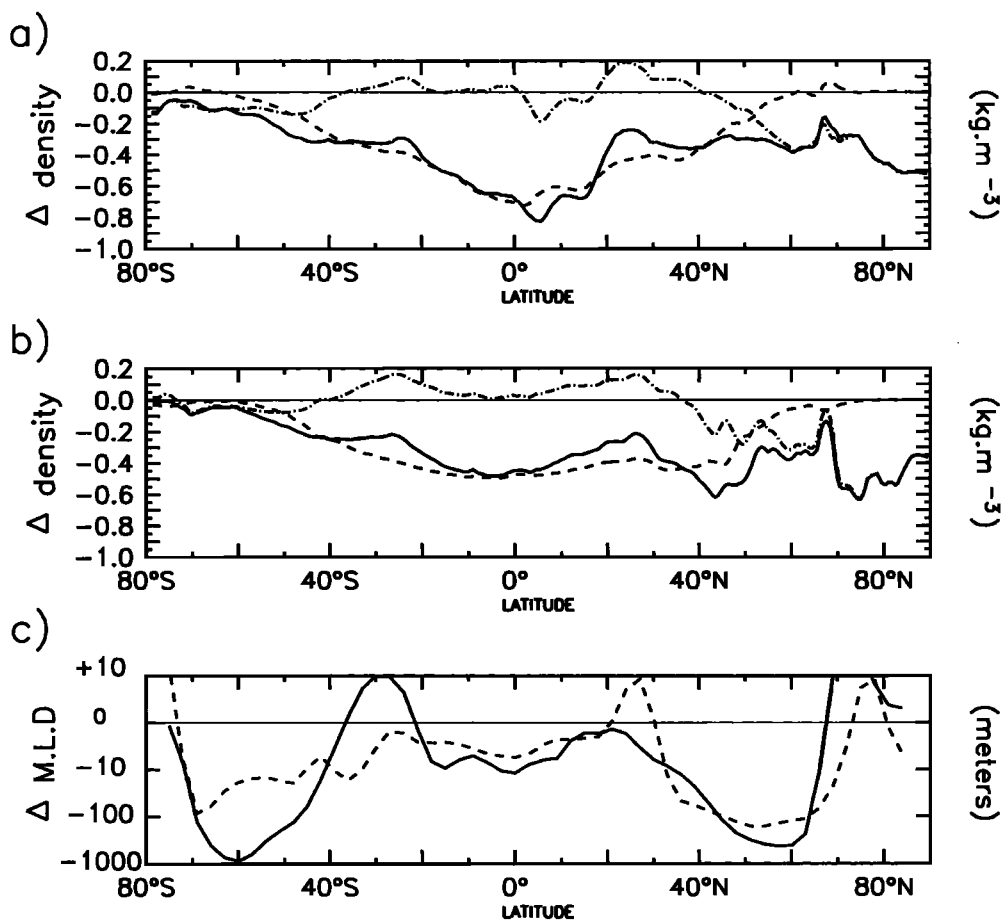 a)
Δ density
0.2
0.0
-0.2
-0.4
-0.6
-0.8
-1.0
80°S 40°S 0° 40°N 80°N
LATITUDE
(kg.m -3)
b)
Δ density
0.2
0.0
-0.2
-0.4
-0.6
-0.8
-1.0
80°S 40°S 0° 40°N 80°N
LATITUDE
(kg.m -3)
c)
Δ M.L.D
+10
0
-10
-100
-1000
80°S 40°S 0° 40°N 80°N
LATITUDE
(meters)